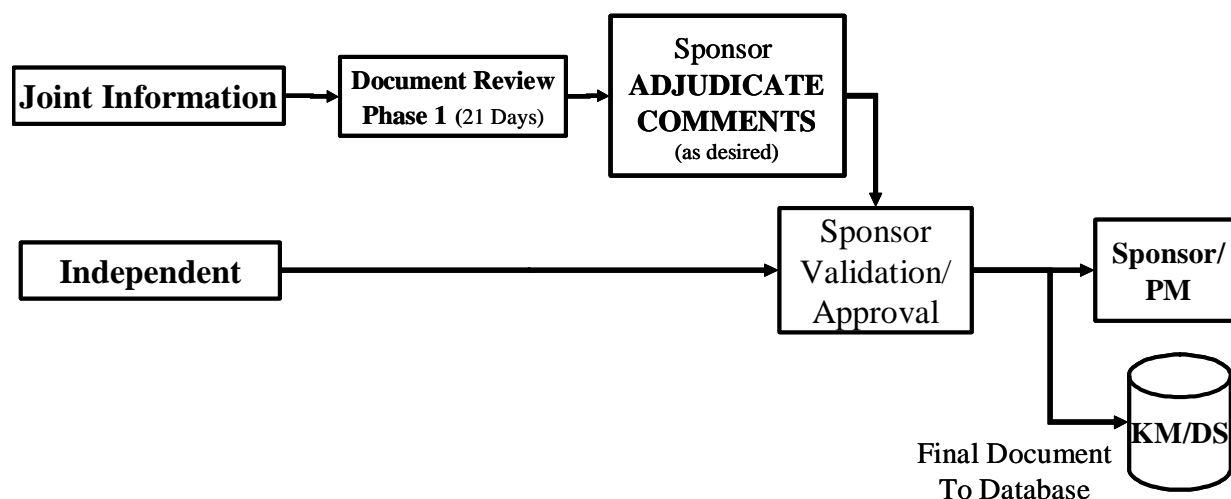 Joint Information
Document Review
Phase 1 (21 Days)
Sponsor
ADJUDICATE
COMMENTS
(as desired)
Independent
Sponsor
Validation/
Approval
Sponsor/
PM
KM/DS
Final Document
To Database